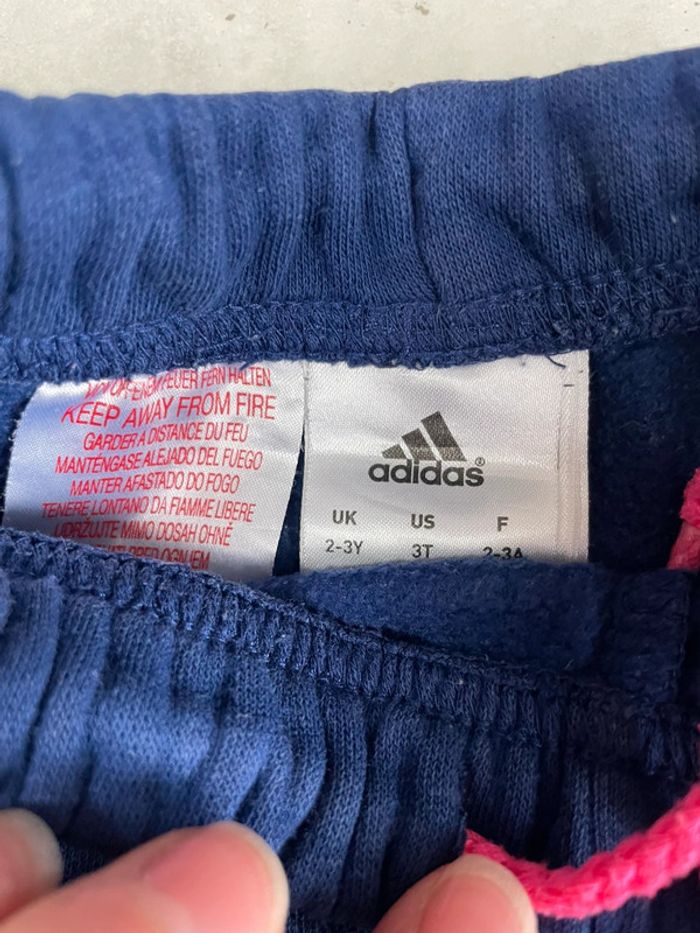 FEUER FERN HALTEN
KEEP AWAY FROM FIRE
GARDER A DISTANCE DU FEU
MANTÉNGASE ALEJADO DEL FUEGO
MANTER AFASTADO DO FOGO
TENERE LONTANO DA FIAMME LIBERE
UDRŽUJTE MIMO DOSAH OHNĚ
OGNJEM
adidas®
UK US F
2-3Y 3T 2-3A